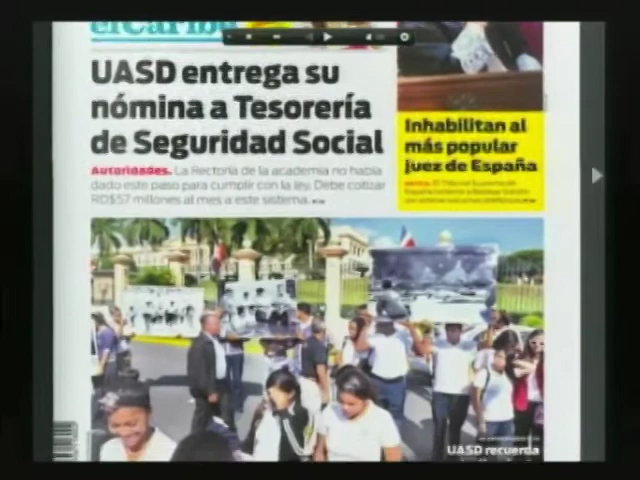 el Caribe
UASD entrega su
nómina a Tesorería
de Seguridad Social
Autoridades. La Rectoría de la academia no había
dado este paso para cumplir con la ley. Debe cotizar
RD$57 millones al mes a este sistema.
Inhabilitan al
más popular
juez de España
UASD recuerda